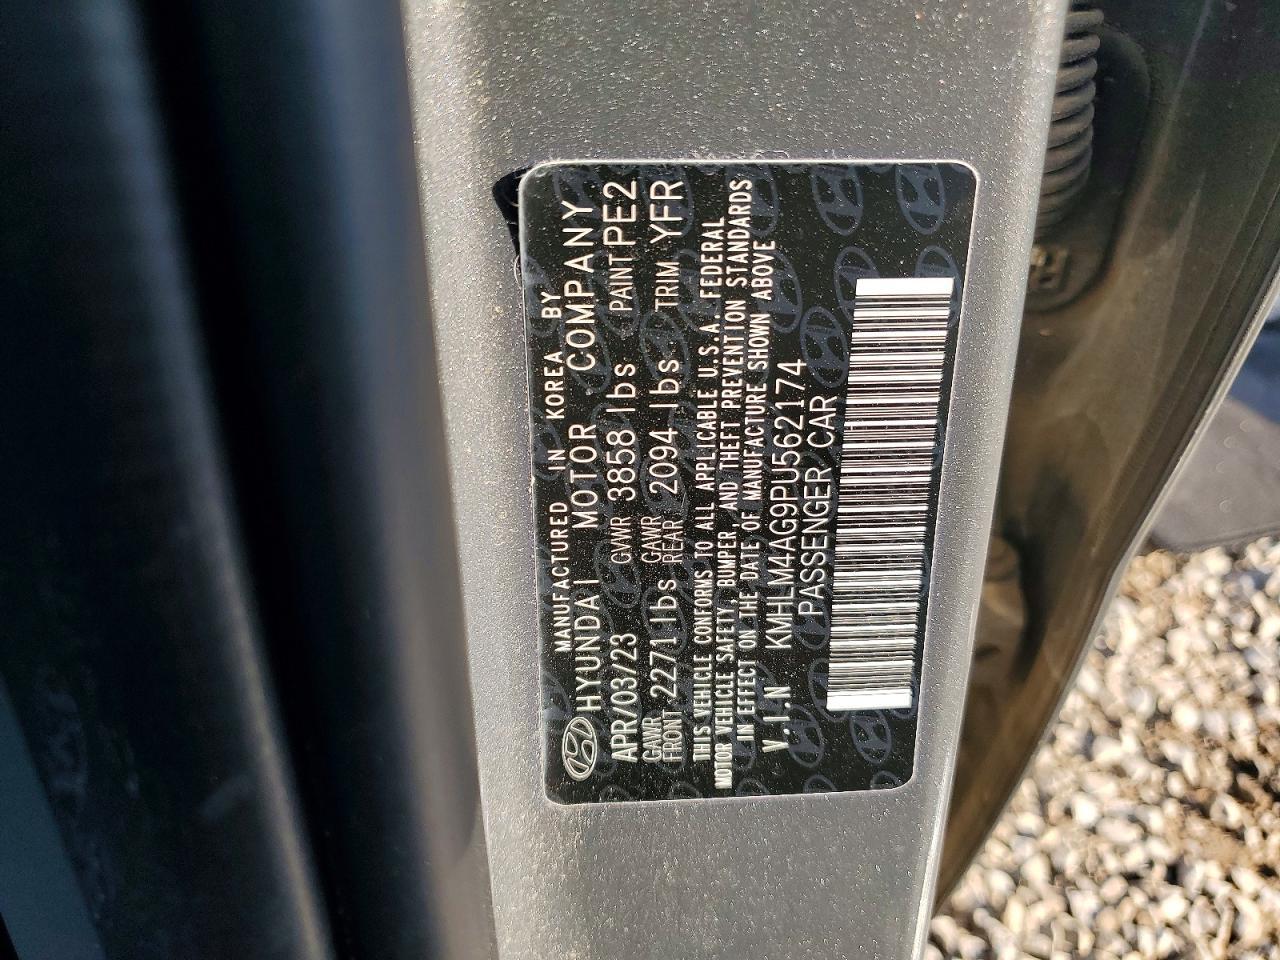 MANUFACTURED IN KOREA BY
HYUNDAI MOTOR COMPANY
APR/03/23 GVWR 3858 lbs PAINT PE2
GAWR FRONT 2271 lbs GAWR REAR 2094 lbs TRIM YFR
THIS VEHICLE CONFORMS TO ALL APPLICABLE U.S.A. FEDERAL
MOTOR VEHICLE SAFETY, BUMPER, AND THEFT PREVENTION STANDARDS
IN EFFECT ON THE DATE OF MANUFACTURE SHOWN ABOVE
V.I.N KMHLM4AG9PU562174
PASSENGER CAR